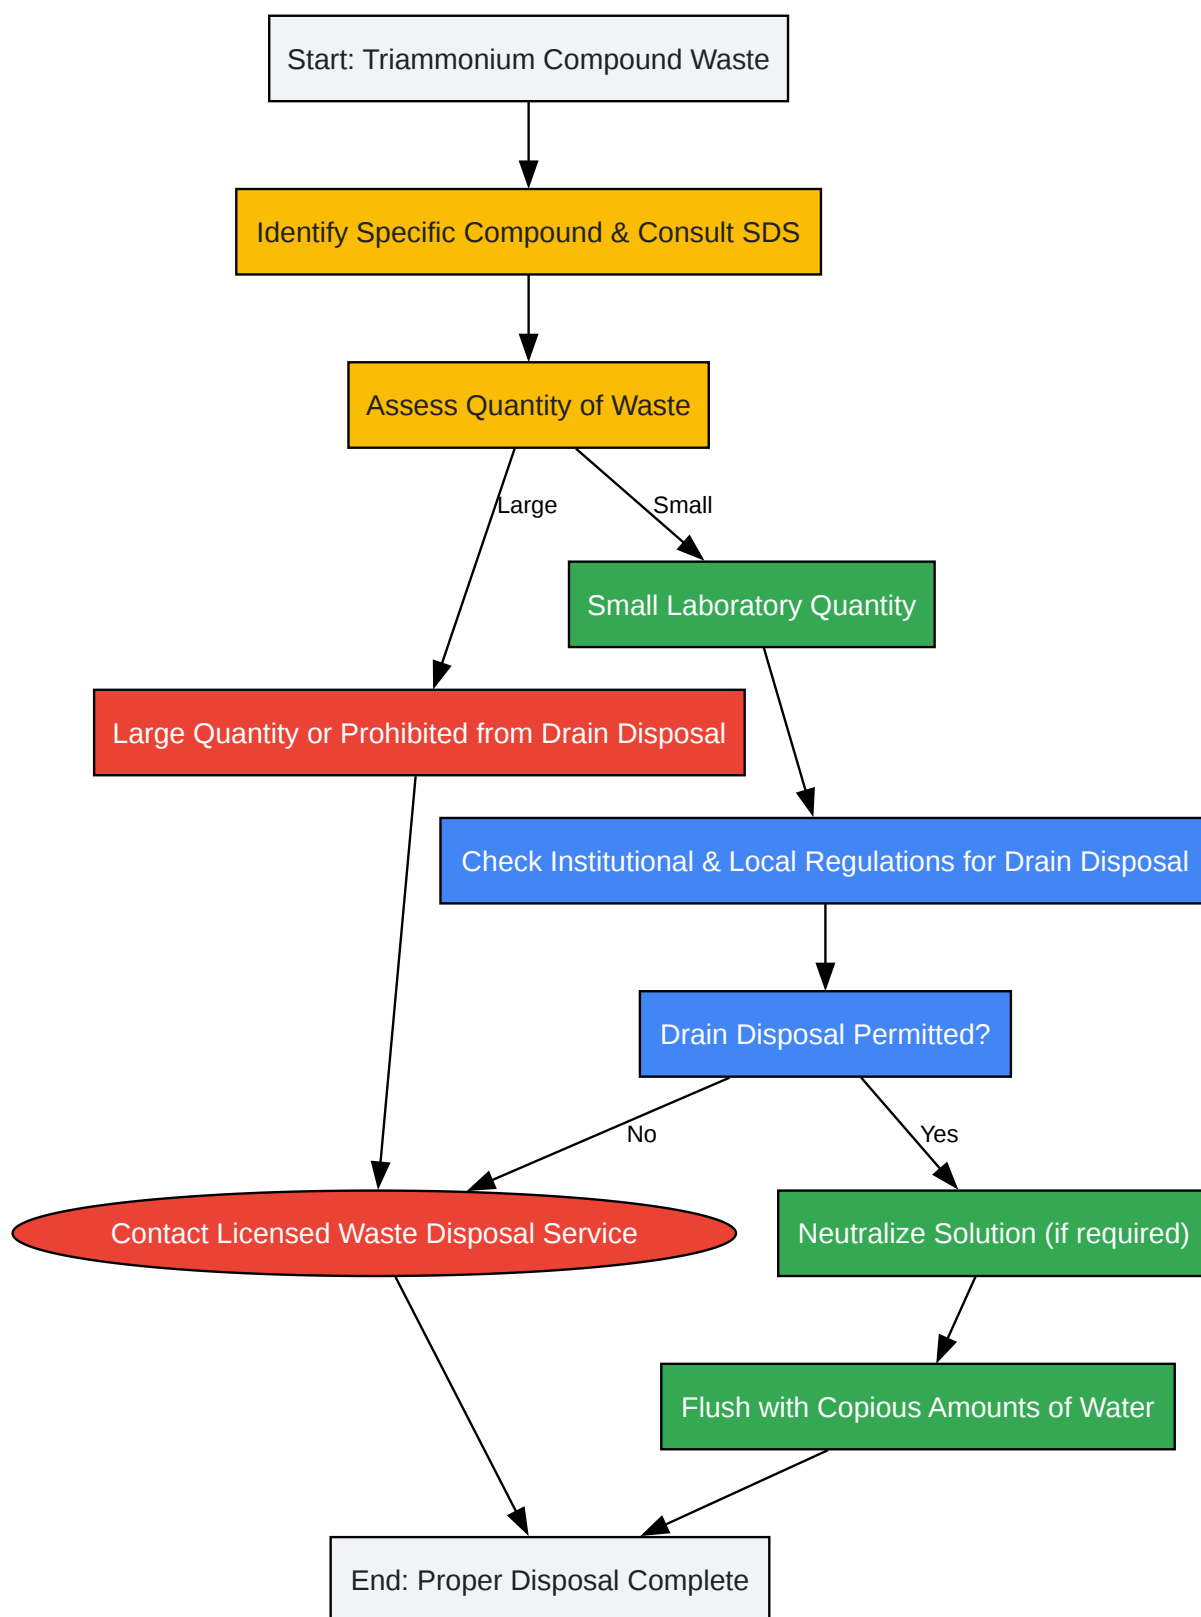 Start: Triammonium Compound Waste
Identify Specific Compound & Consult SDS
Assess Quantity of Waste
Large
Small
Small Laboratory Quantity
Large Quantity or Prohibited from Drain Disposal
Check Institutional & Local Regulations for Drain Disposal
Drain Disposal Permitted?
No
Yes
Contact Licensed Waste Disposal Service
Neutralize Solution (if required)
Flush with Copious Amounts of Water
End: Proper Disposal Complete